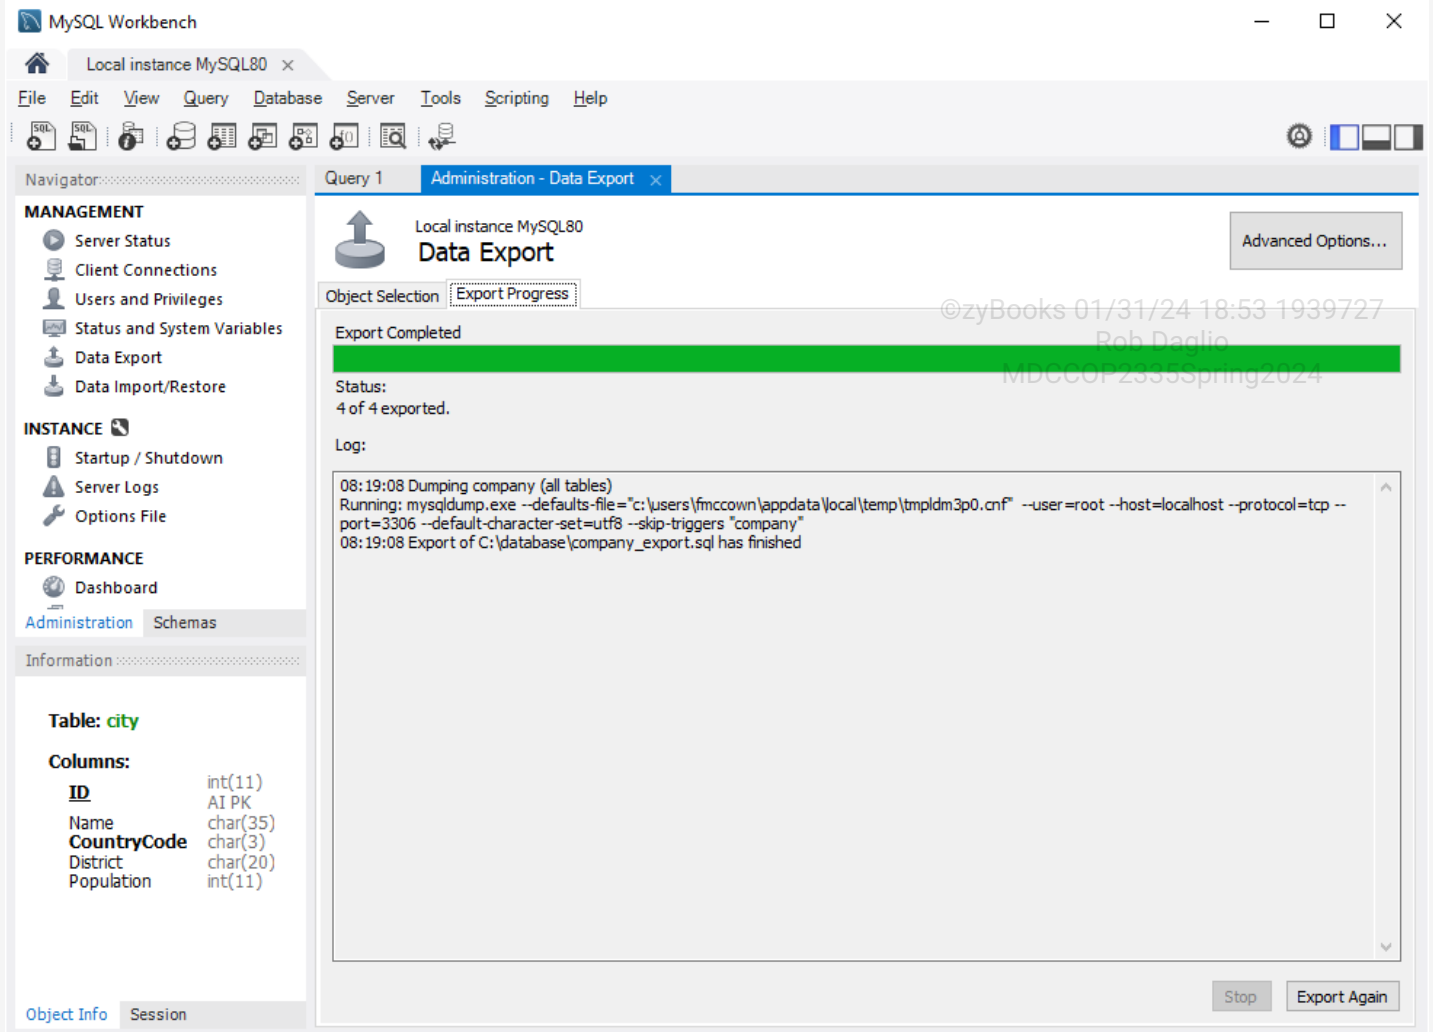 MySQL Workbench
Local instance MySQL80
File Edit View Query Database Server Tools Scripting Help
Navigator
MANAGEMENT
Server Status
Client Connections
Users and Privileges
Status and System Variables
Data Export
Data Import/Restore
INSTANCE
Startup / Shutdown
Server Logs
Options File
PERFORMANCE
Dashboard
Administration Schemas
Information
Table: city
Columns:
ID int(11)
AI PK
Name char(35)
CountryCode char(3)
District char(20)
Population int(11)
Object Info Session
Query 1 Administration - Data Export
Local instance MySQL80
Data Export
Advanced Options...
Object Selection Export Progress
©zyBooks 01/31/24 18:53 1939727
Rob Daglio
MDCCOP2335Spring2024
Export Completed
Status:
4 of 4 exported.
Log:
08:19:08 Dumping company (all tables)
Running: mysqldump.exe --defaults-file="c:\users\fmccown\appdata\local\temp\tmpldm3p0.cnf" --user=root --host=localhost --protocol=tcp --
port=3306 --default-character-set=utf8 --skip-triggers "company"
08:19:08 Export of C:\database\company_export.sql has finished
Stop Export Again